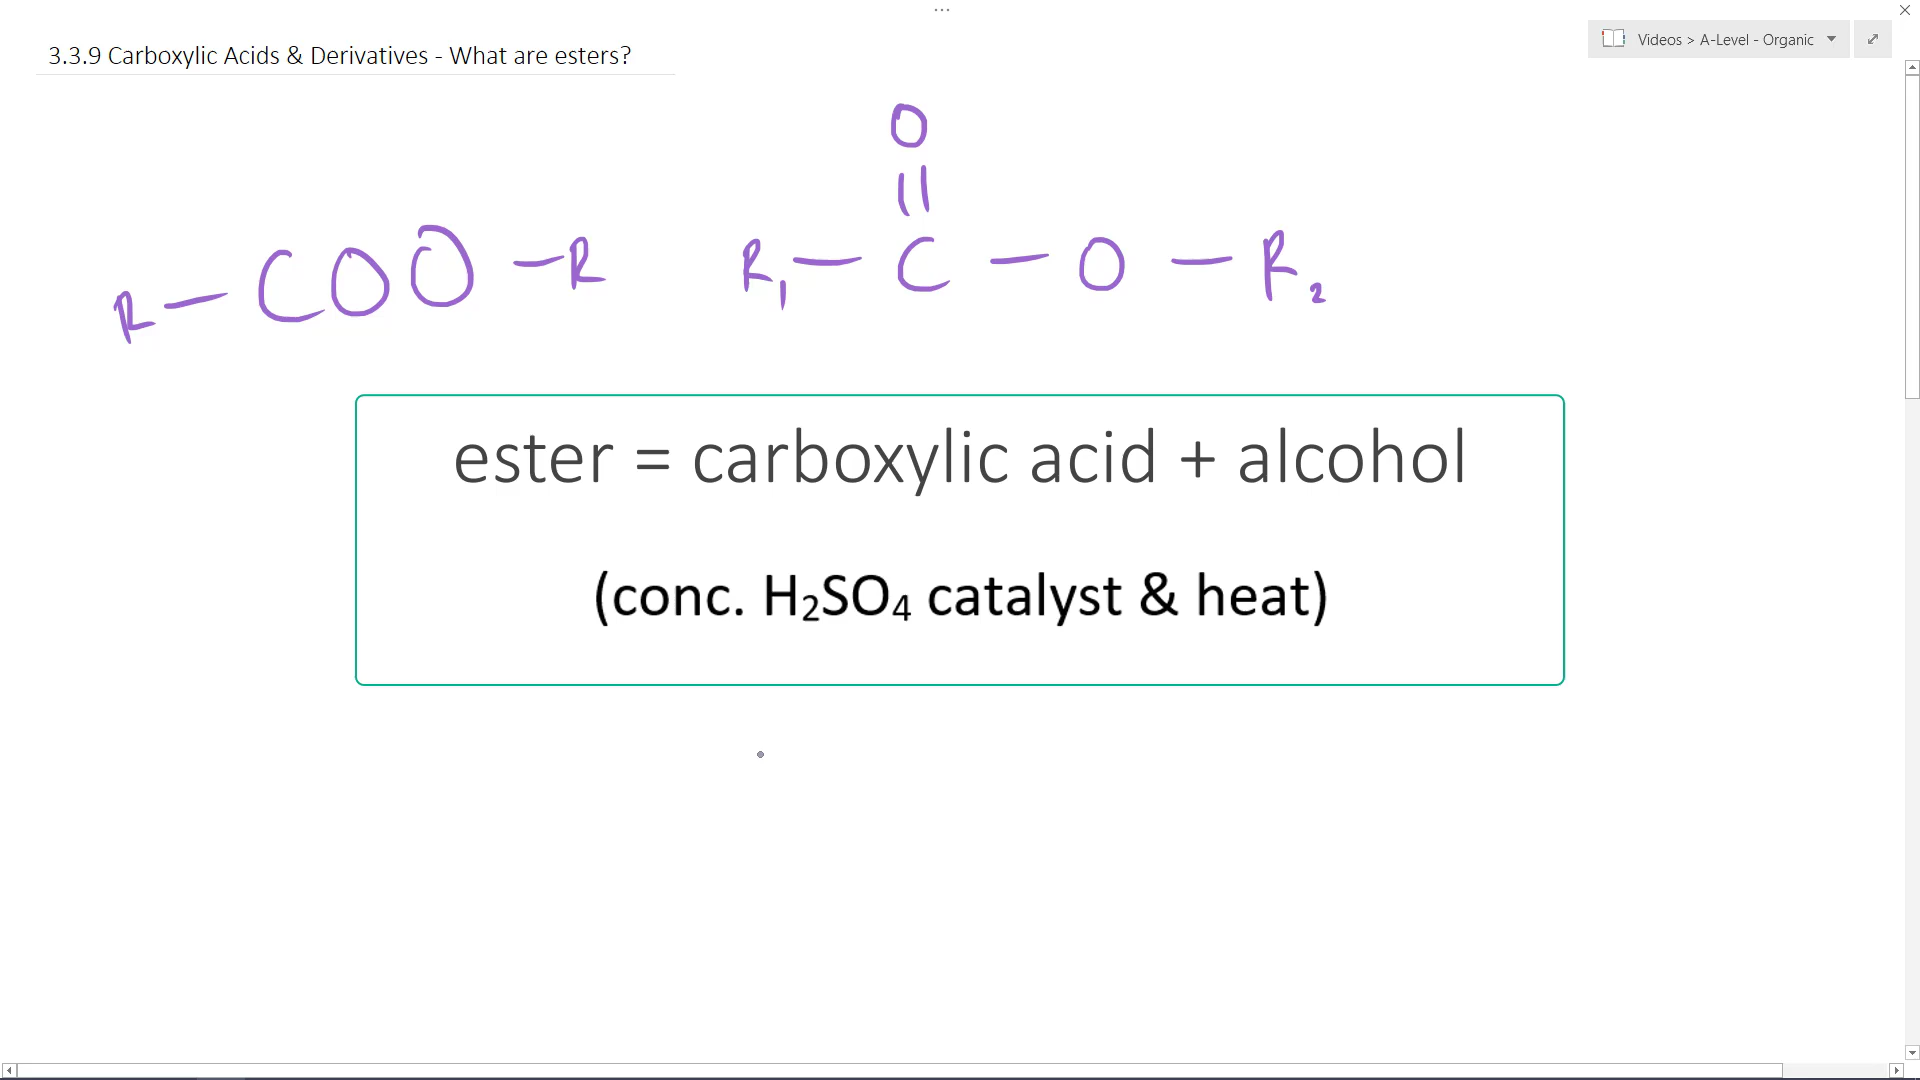 3.3.9 Carboxylic Acids & Derivatives - What are esters?
Videos > A-Level - Organic
R-COO-R
O
||
R₁-C-O-R₂
ester = carboxylic acid + alcohol
(conc. H₂SO₄ catalyst & heat)